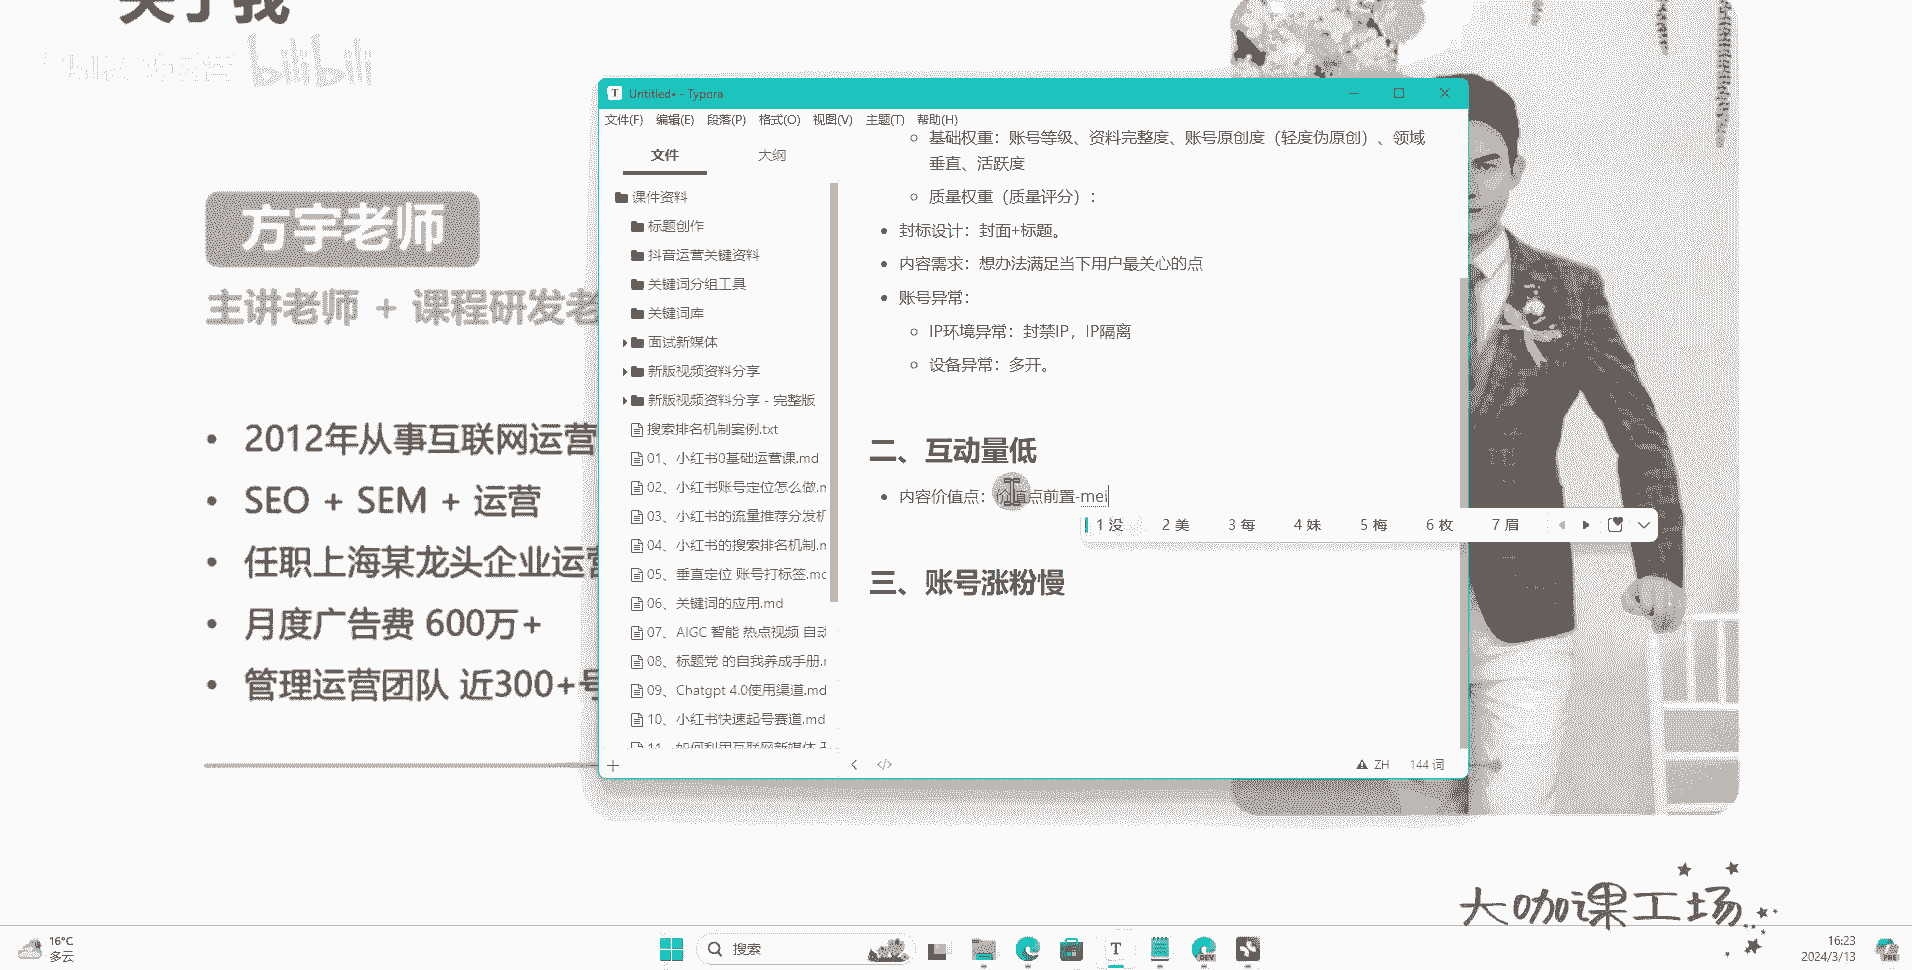 关于我
bilibili
方宇老师
主讲老师 + 课程研发老
2012年从事互联网运营
SEO + SEM + 运营
任职上海某龙头企业运营
月度广告费 600万+
管理运营团队 近300+号
T Untitled• - Typora
文件(F) 编辑(E) 段落(P) 格式(O) 视图(V) 主题(T) 帮助(H)
文件 大纲
课件资料
标题创作
抖音运营关键资料
关键词分组工具
关键词库
面试新媒体
新版视频资料分享
新版视频资料分享 - 完整版
搜索排名机制案例.txt
01、小红书0基础运营课.md
02、小红书账号定位怎么做.m
03、小红书的流量推荐分发机
04、小红书的搜索排名机制.m
05、垂直定位 账号打标签.mc
06、关键词的应用.md
07、AIGC 智能 热点视频 自动
08、标题党 的自我养成手册.r
09、Chatgpt 4.0使用渠道.md
10、小红书快速起号赛道.md
11、如何利用互联网新媒体
基础权重：账号等级、资料完整度、账号原创度（轻度伪原创）、领域
垂直、活跃度
质量权重（质量评分）：
封标设计：封面+标题。
内容需求：想办法满足当下用户最关心的点
账号异常：
IP环境异常：封禁IP，IP隔离
设备异常：多开。
二、互动量低
内容价值点：价值点前置-mei
1 没 2 美 3 每 4 妹 5 梅 6 枚 7 眉
三、账号涨粉慢
ZH 144 词
大咖课工场
16°C
多云
搜索
T
DEV
16:23
2024/3/13
PRE